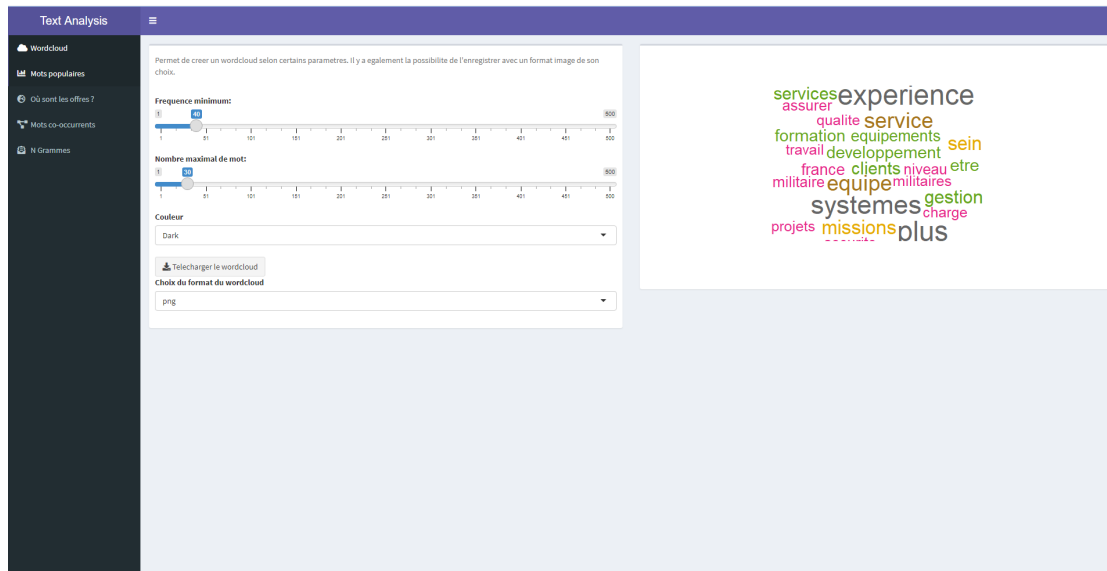 Text Analysis
Wordcloud
Mots populaires
Où sont les offres ?
Mots co-occurrents
N Grammes
Permet de creer un wordcloud selon certains parametres. Il y a egalement la possibilite de l'enregistrer avec un format image de son
choix.
Frequence minimum:
1 40 500
1 51 101 151 201 251 301 351 401 451 500
Nombre maximal de mot:
1 30 500
1 51 101 151 201 251 301 351 401 451 500
Couleur
Dark
Telecharger le wordcloud
Choix du format du wordcloud
png
services experience
assurer
qualite service
formation equipements
sein
travail developpement
france clients niveau etre
militaire equipe militaires
systemes gestion
charge
projets missions plus